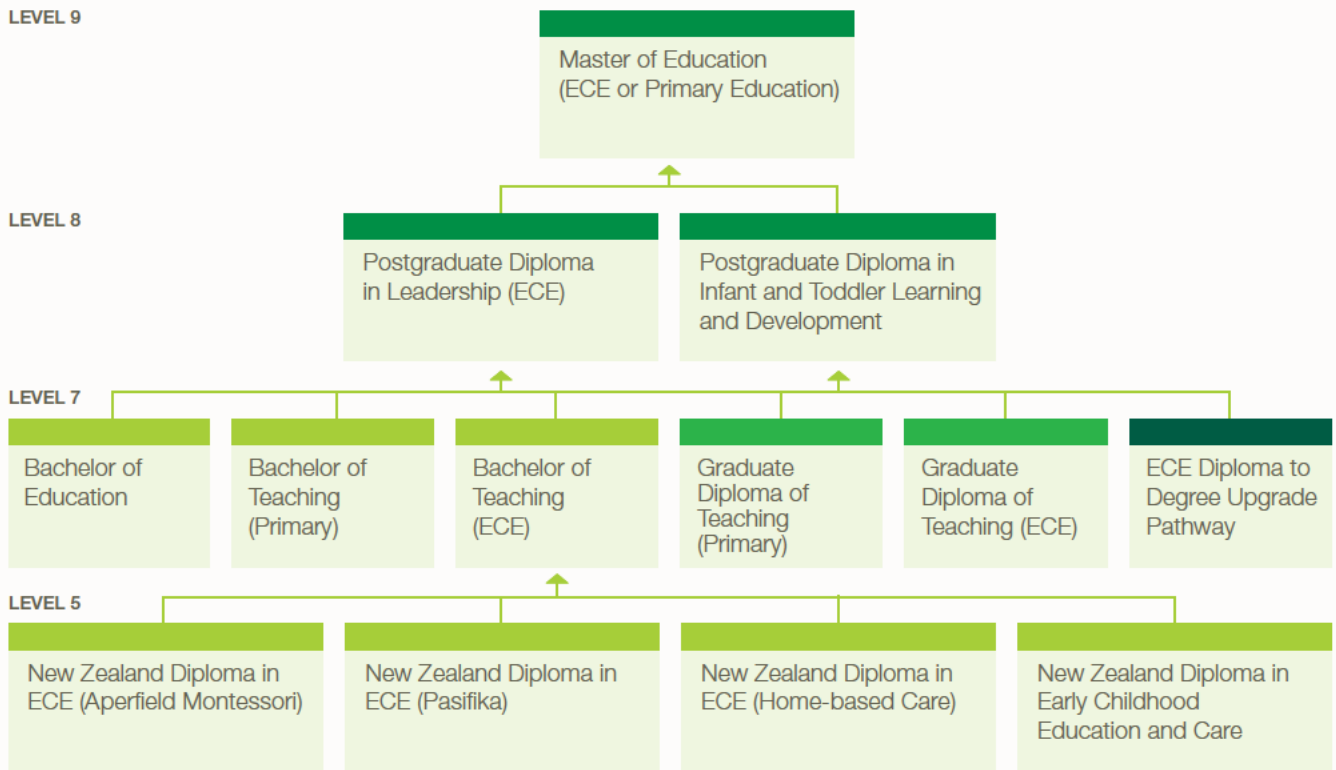 LEVEL 9
Master of Education
(ECE or Primary Education)
LEVEL 8
Postgraduate Diploma
in Leadership (ECE)
Postgraduate Diploma in
Infant and Toddler Learning
and Development
LEVEL 7
Bachelor of
Education
Bachelor of
Teaching
(Primary)
Bachelor of
Teaching
(ECE)
Graduate
Diploma of
Teaching
(Primary)
Graduate
Diploma of
Teaching (ECE)
ECE Diploma to
Degree Upgrade
Pathway
LEVEL 5
New Zealand Diploma in
ECE (Aperfield Montessori)
New Zealand Diploma in
ECE (Pasifika)
New Zealand Diploma in
ECE (Home-based Care)
New Zealand Diploma in
Early Childhood
Education and Care